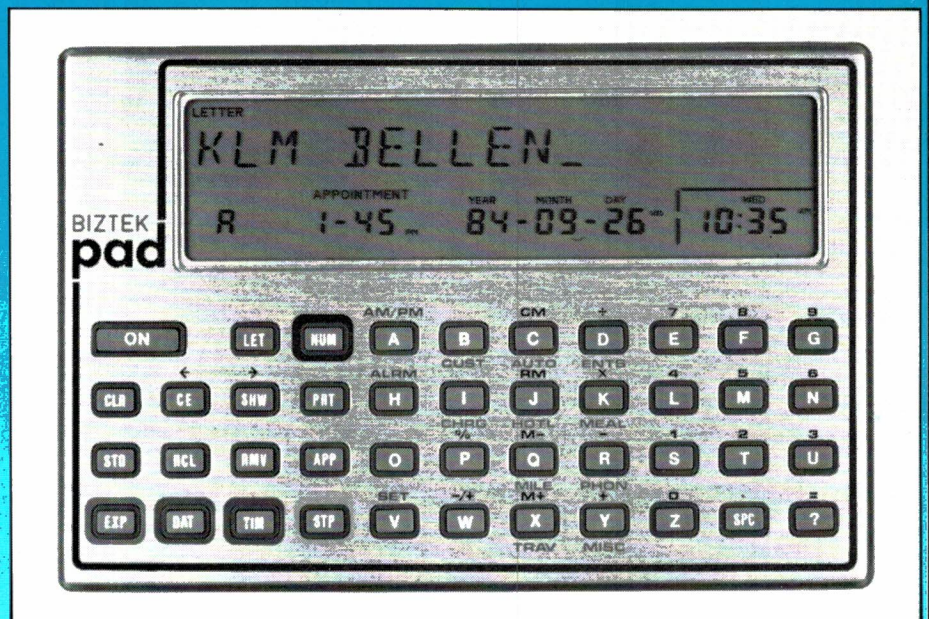 LETTER
KLM BELLEN_
APPOINTMENT YEAR MONTH DAY WED
A 1-45 PM 84-09-26 10:35
BIZTEK
pad
AM/PM CM ÷ 7 8 9
ON LET NUM A B C D E F G
CUST AUTO ENTR
← → ALRM RM X 4 5 6
CLR CE SHW PRT H I J K L M N
CHRD HOTL MEAL
% M− − 1 2 3
STO RCL RMV APP O P Q R S T U
MILE PHON
SET −/+ M+ + 0 . =
EXP DAT TIM STP V W X Y Z SPC ?
TRAV MISC